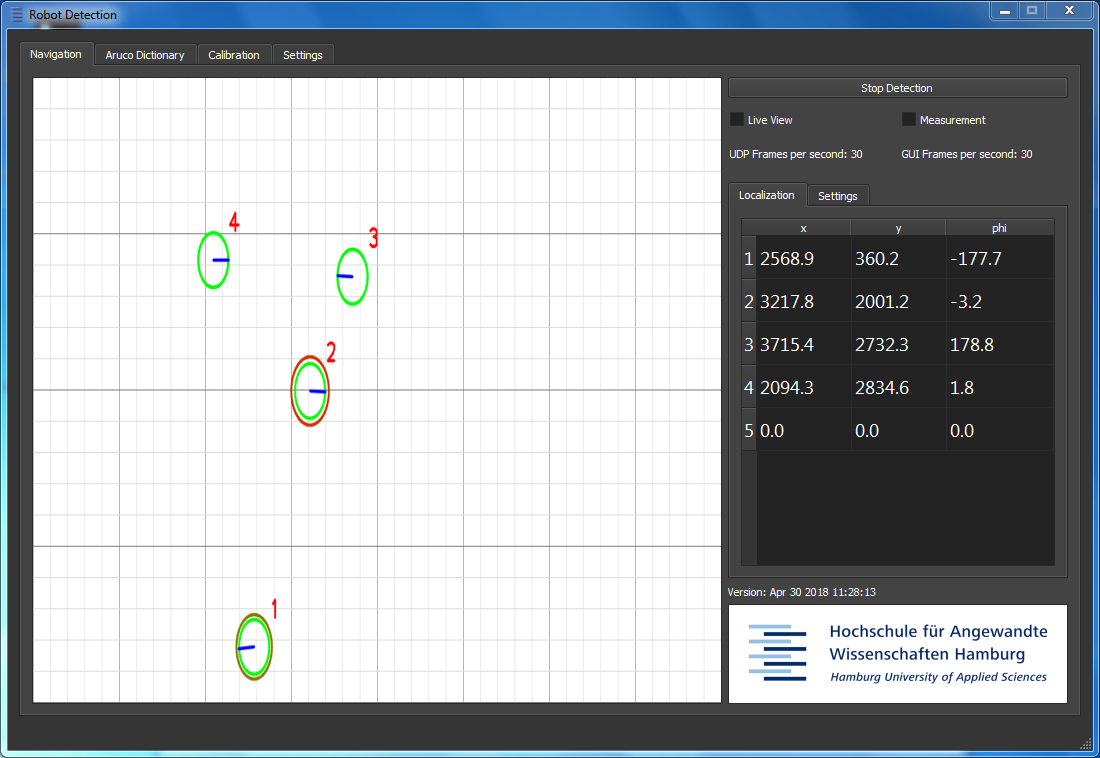 Robot Detection
Navigation
Aruco Dictionary
Calibration
Settings
Stop Detection
Live View
Measurement
UDP Frames per second: 30
GUI Frames per second: 30
Localization
Settings
x y phi
1 2568.9 360.2 -177.7
2 3217.8 2001.2 -3.2
3 3715.4 2732.3 178.8
4 2094.3 2834.6 1.8
5 0.0 0.0 0.0
4
3
2
1
Version: Apr 30 2018 11:28:13
Hochschule für Angewandte
Wissenschaften Hamburg
Hamburg University of Applied Sciences